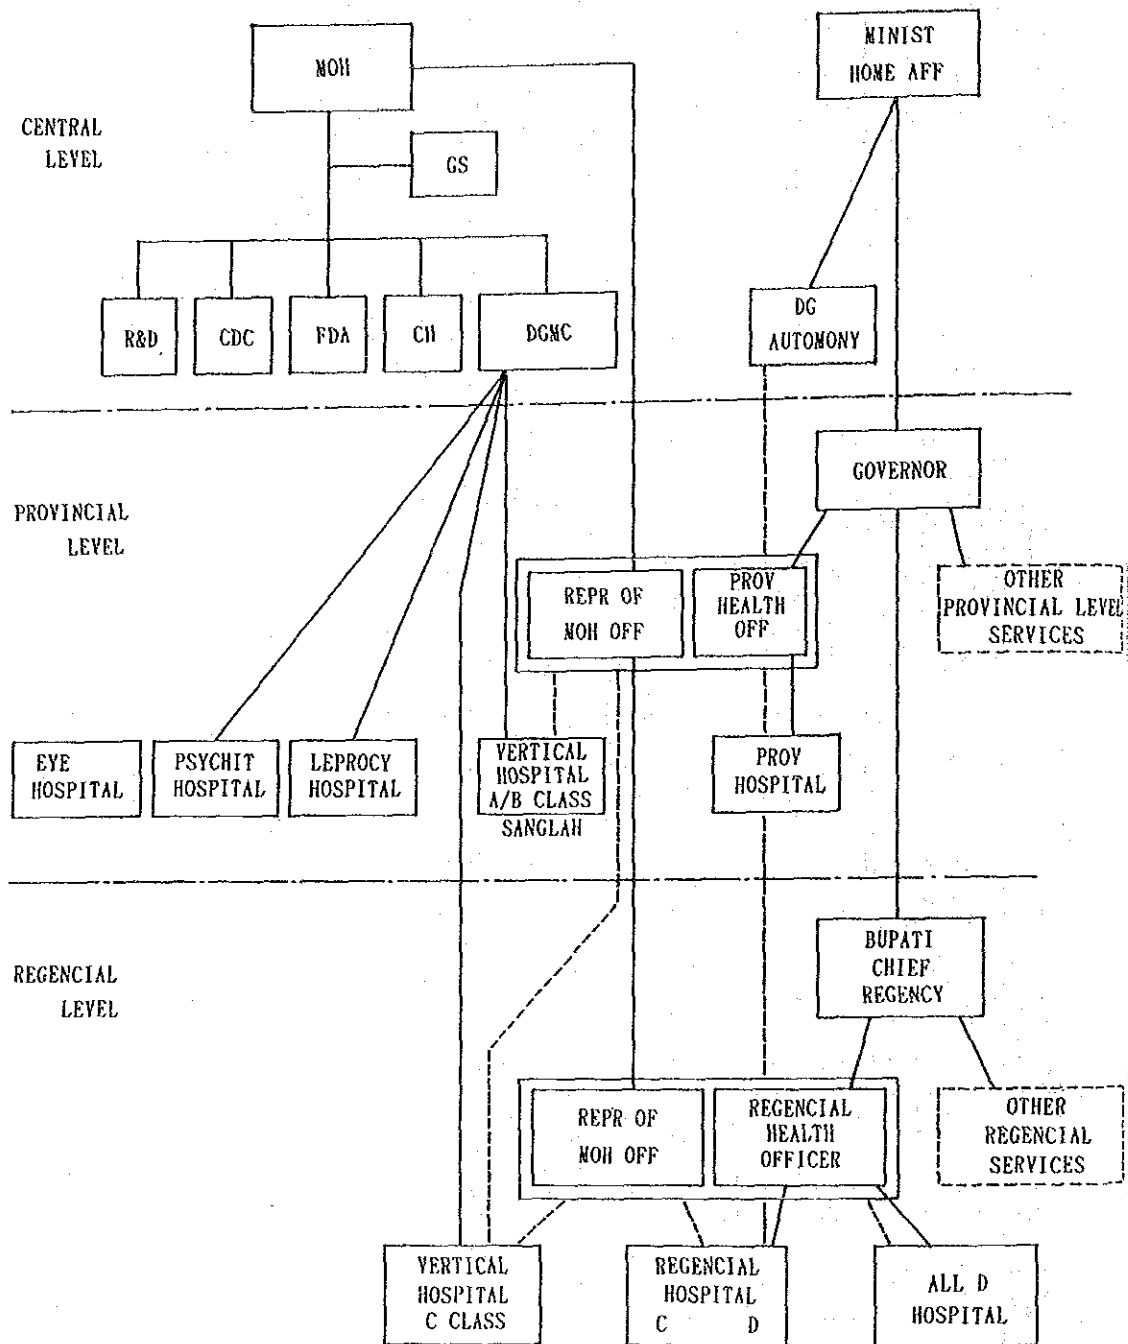 MOH
MINIST
HOME AFF
CENTRAL
LEVEL
GS
R&D
CDC
FDA
CH
DGMC
DG
AUTOMONY
GOVERNOR
PROVINCIAL
LEVEL
REPR OF
MOH OFF
PROV
HEALTH
OFF
OTHER
PROVINCIAL LEVEL
SERVICES
EYE
HOSPITAL
PSYCHIT
HOSPITAL
LEPROCY
HOSPITAL
VERTICAL
HOSPITAL
A/B CLASS
SANGLAH
PROV
HOSPITAL
REGENCIAL
LEVEL
BUPATI
CHIEF
REGENCY
REPR OF
MOH OFF
REGENCIAL
HEALTH
OFFICER
OTHER
REGENCIAL
SERVICES
VERTICAL
HOSPITAL
C CLASS
REGENCIAL
HOSPITAL
C D
ALL D
HOSPITAL